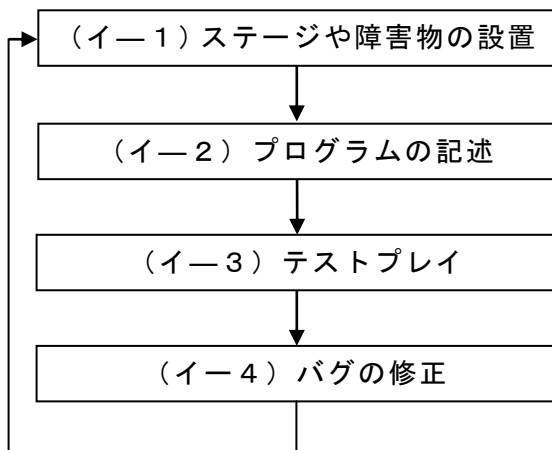 （イ―１）ステージや障害物の設置
（イ―２）プログラムの記述
（イ―３）テストプレイ
（イー４）バグの修正